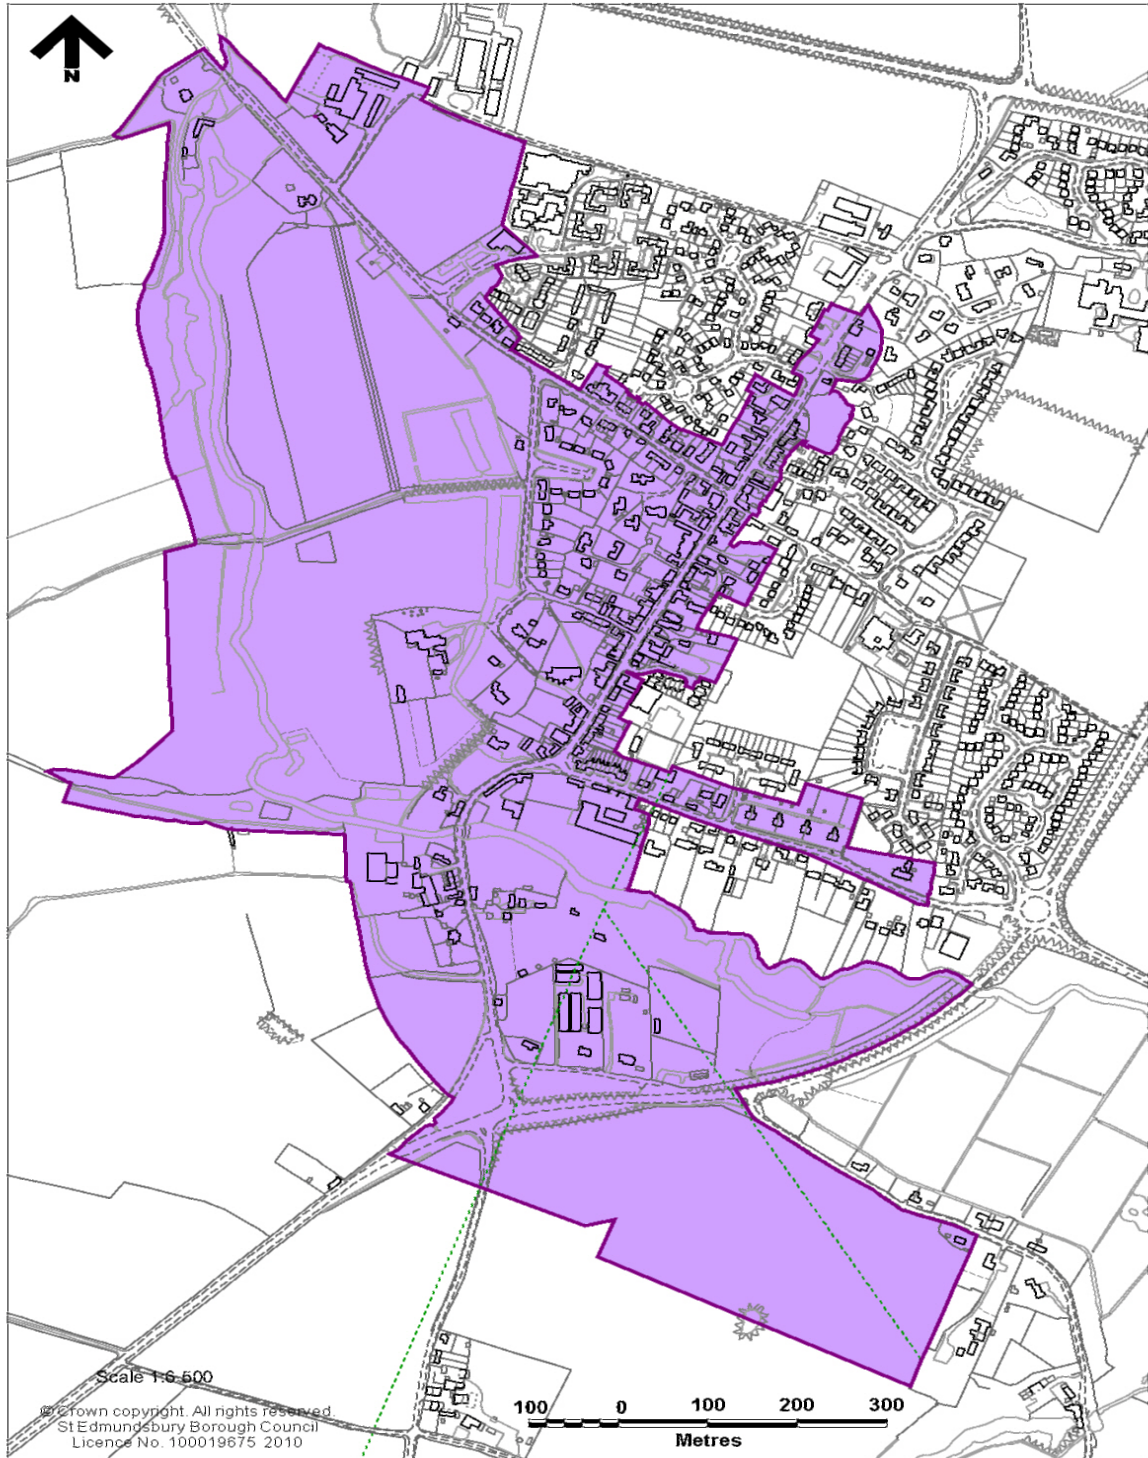 N
Scale 1:6 500
© Crown copyright. All rights reserved
St Edmundsbury Borough Council
Licence No. 100019675 2010
100 0 100 200 300
Metres